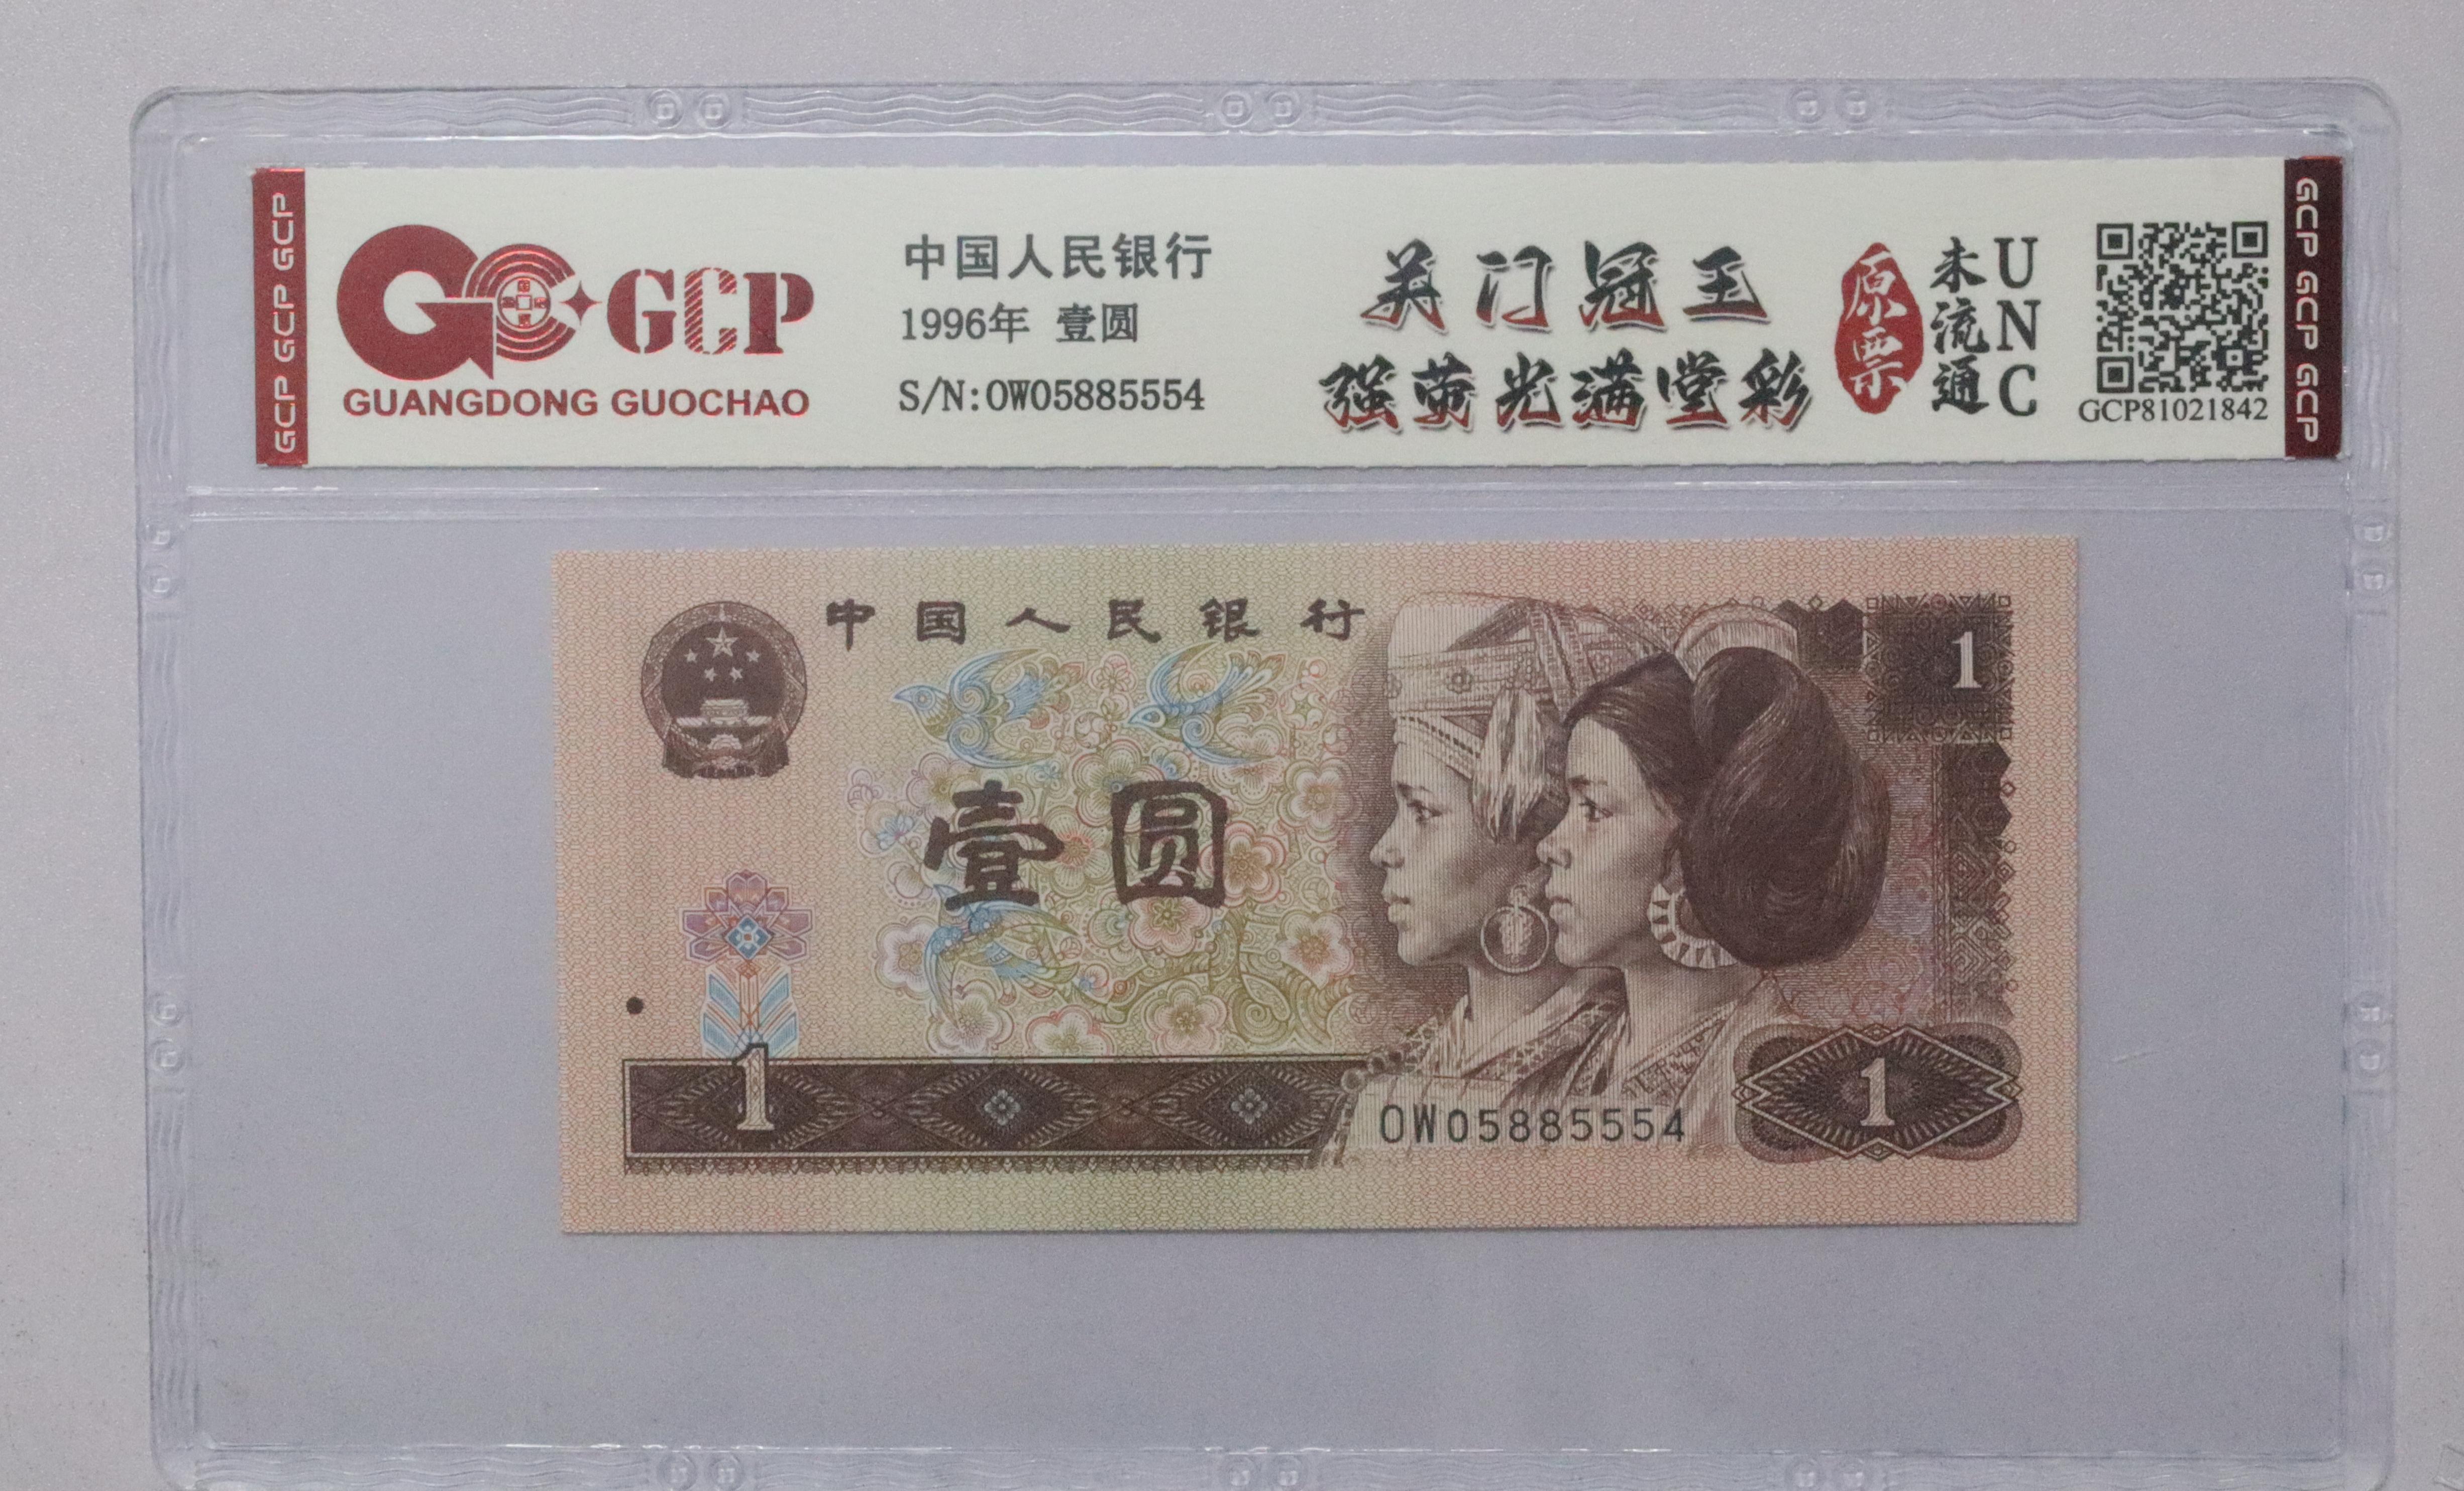 GCP GCP GCP
GCP
GUANGDONG GUOCHAO
中国人民银行
1996年 壹圆
S/N:OW05885554
关门冠王
强荧光满堂彩
原票
未流通
UNC
GCP81021842
GCP GCP GCP
中国人民银行
1
壹圆
1
OW05885554
1